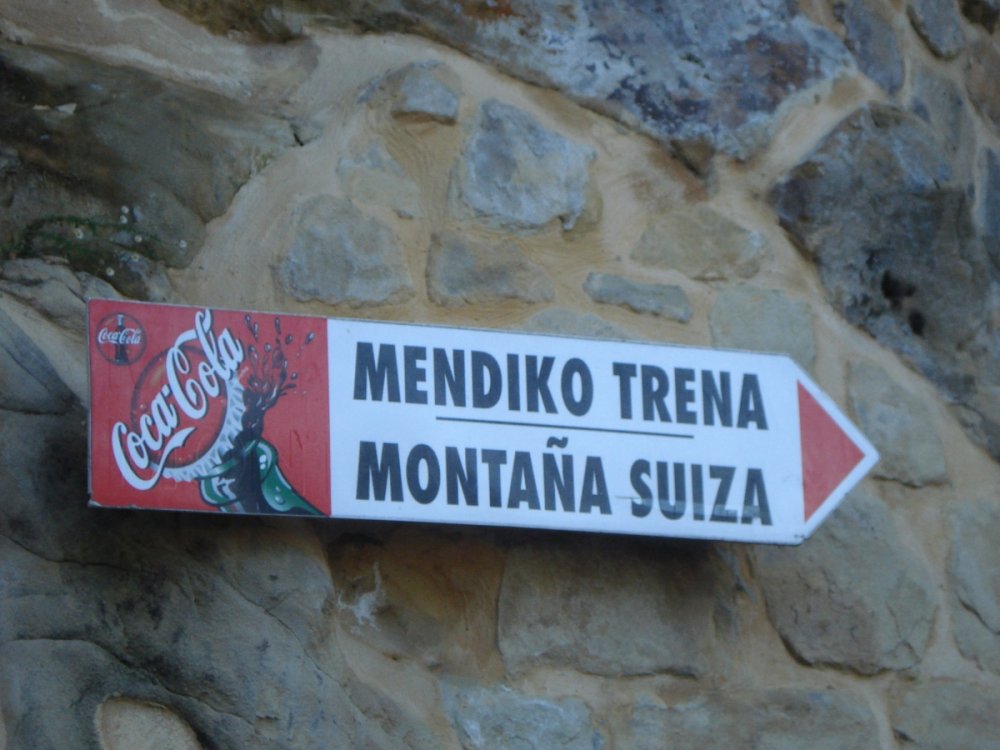 Coca-Cola
Coca-Cola
MENDIKO TRENA
MONTAÑA SUIZA